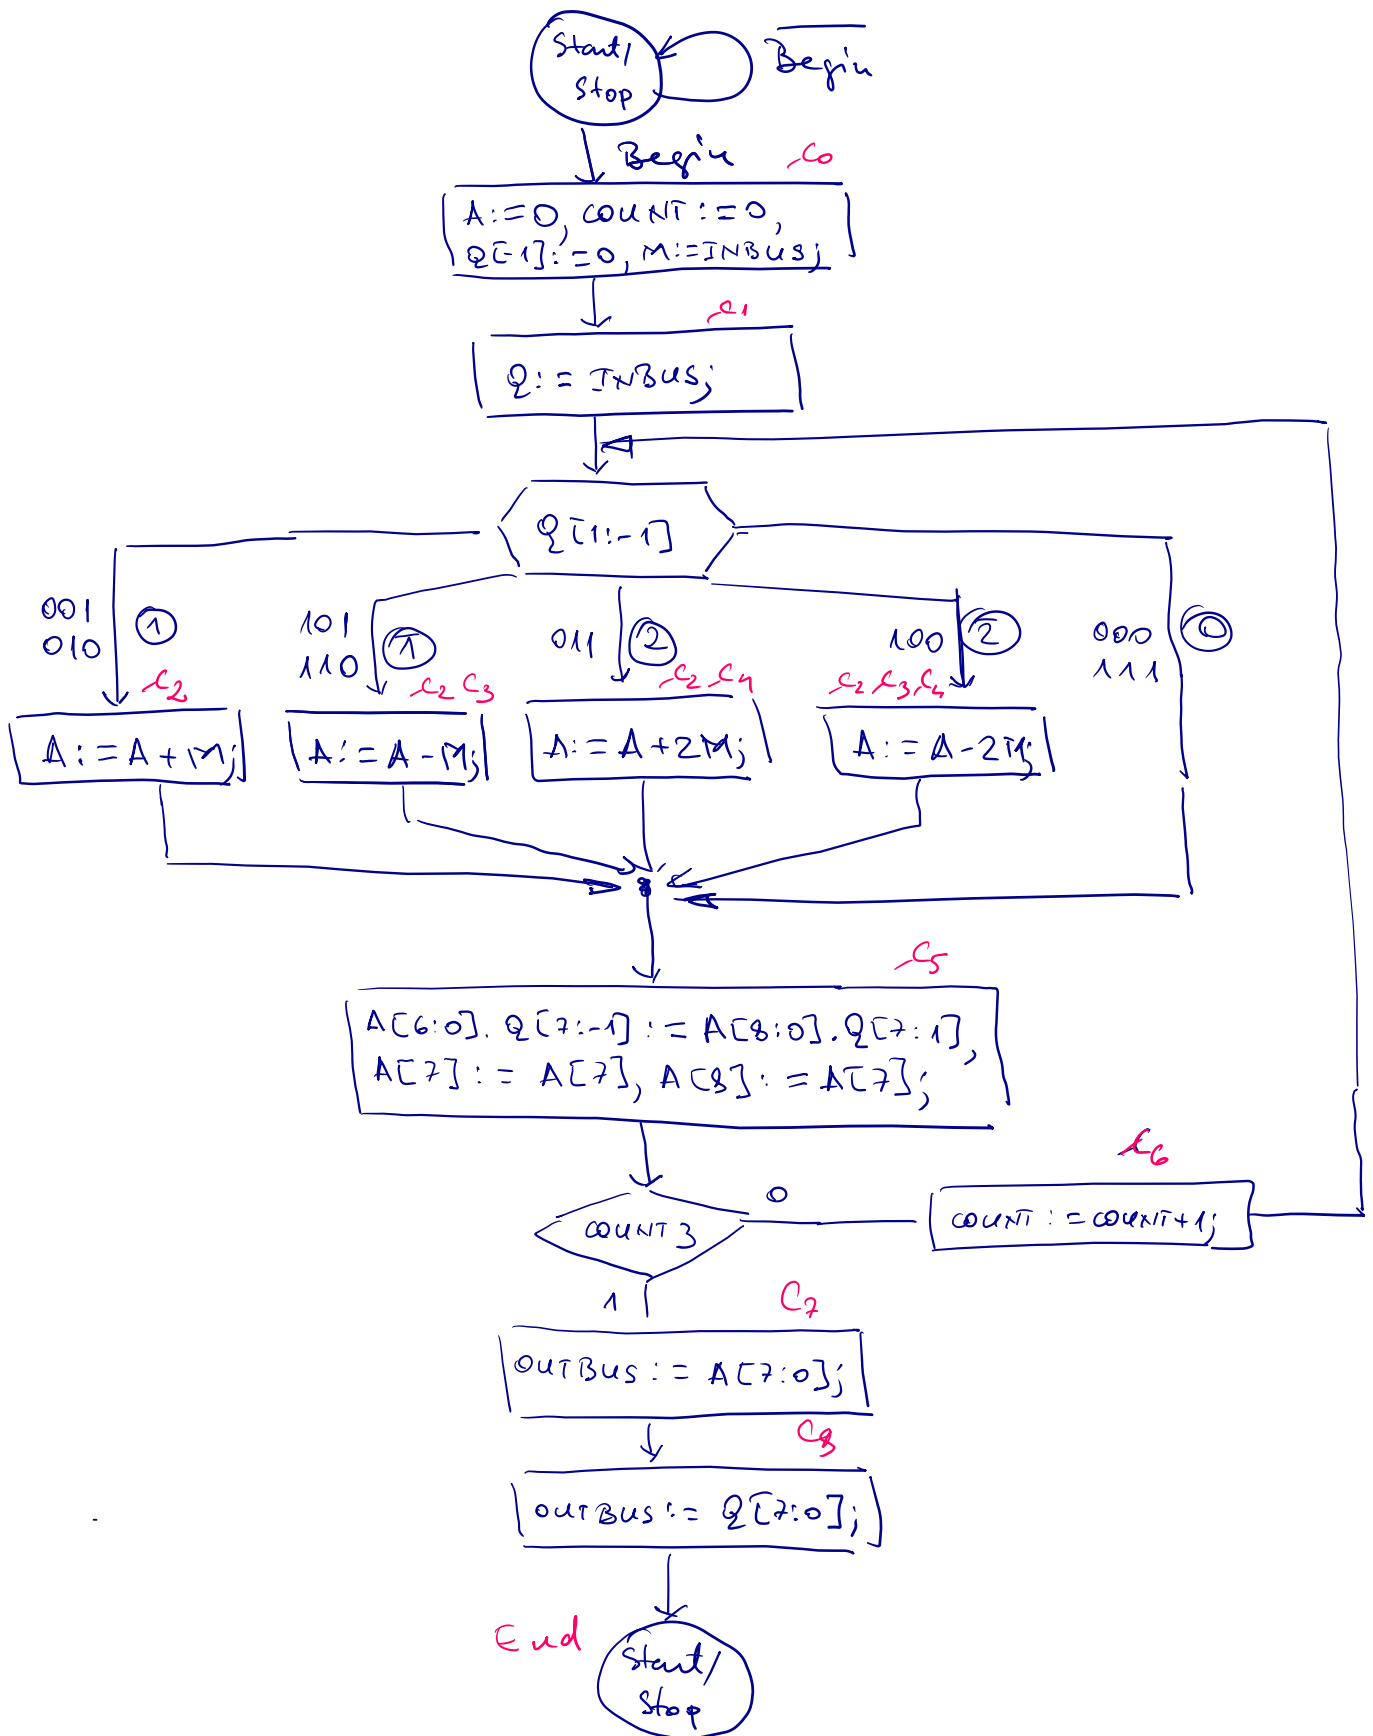 Start/
Stop
Begin
Begin
c0
A:=0, COUNT:=0,
Q[-1]:=0, M:=INBUS;
c1
Q:= INBUS;
Q[1:-1]
001
010
1
c2
101
110
1
c2 c3
011
2
c2 c4
100
2
c2 c3 c4
000
111
0
A:=A+M;
A:=A-M;
A:=A+2M;
A:=A-2M;
c5
A[6:0].Q[7:-1]:=A[8:0].Q[7:1],
A[7]:=A[7], A[8]:=A[7];
COUNT 3
0
c6
COUNT:=COUNT+1;
1
C7
OUTBUS:=A[7:0];
C8
OUTBUS:=Q[7:0];
End
Start/
Stop